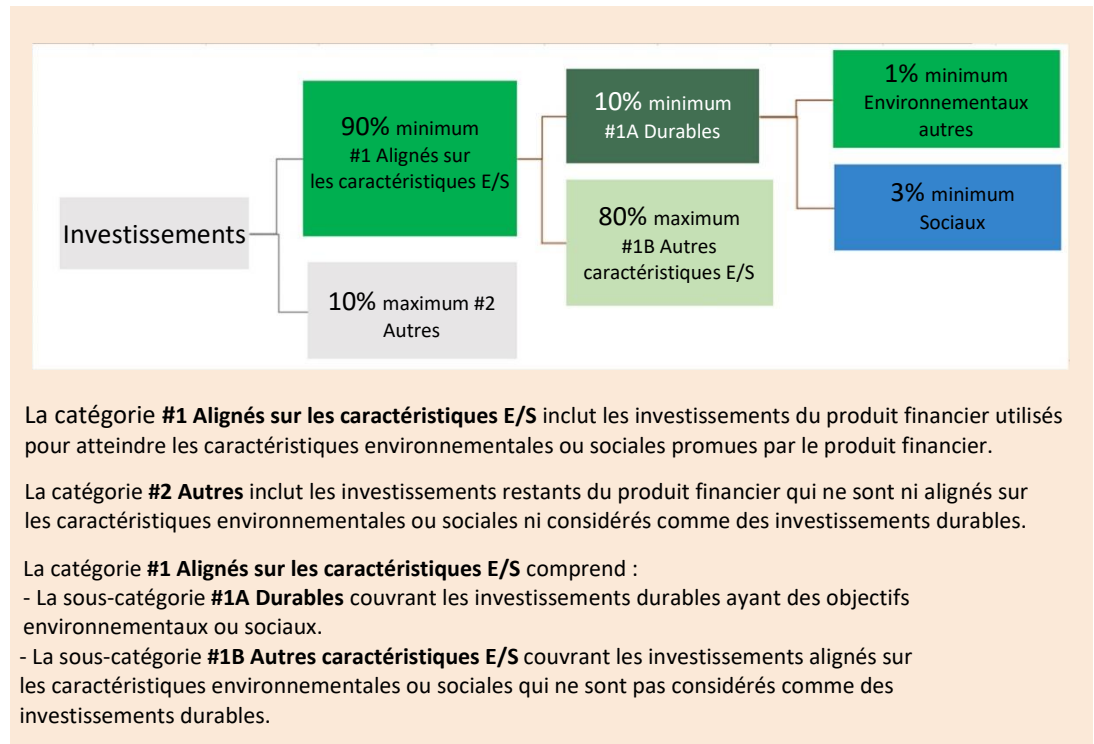 Investissements
90% minimum
#1 Alignés sur
les caractéristiques E/S
10% maximum #2
Autres
10% minimum
#1A Durables
80% maximum
#1B Autres
caractéristiques E/S
1% minimum
Environnementaux
autres
3% minimum
Sociaux
La catégorie #1 Alignés sur les caractéristiques E/S inclut les investissements du produit financier utilisés
pour atteindre les caractéristiques environnementales ou sociales promues par le produit financier.
La catégorie #2 Autres inclut les investissements restants du produit financier qui ne sont ni alignés sur
les caractéristiques environnementales ou sociales ni considérés comme des investissements durables.
La catégorie #1 Alignés sur les caractéristiques E/S comprend :
- La sous-catégorie #1A Durables couvrant les investissements durables ayant des objectifs
environnementaux ou sociaux.
- La sous-catégorie #1B Autres caractéristiques E/S couvrant les investissements alignés sur
les caractéristiques environnementales ou sociales qui ne sont pas considérés comme des
investissements durables.